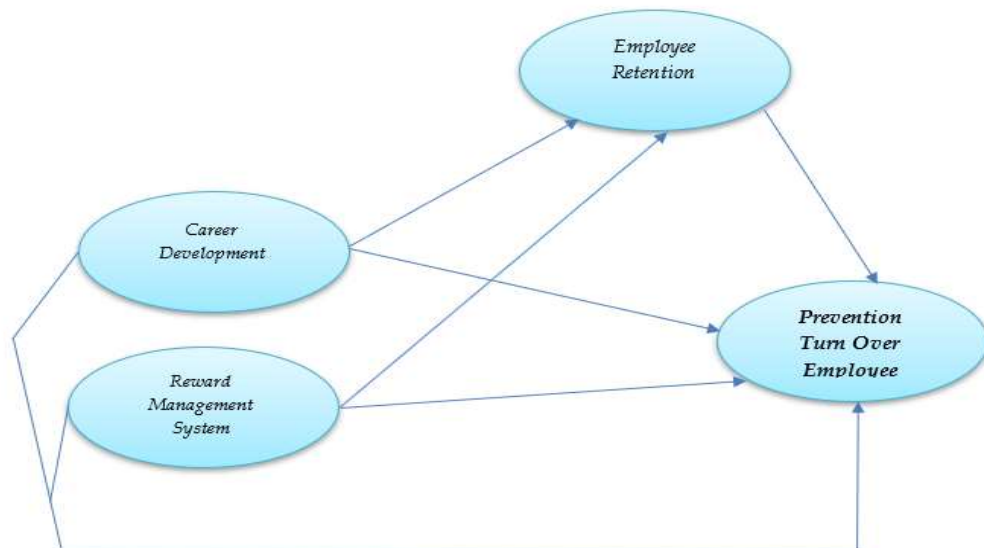 Employee
Retention
Career
Development
Prevention
Turn Over
Employee
Reward
Management
System